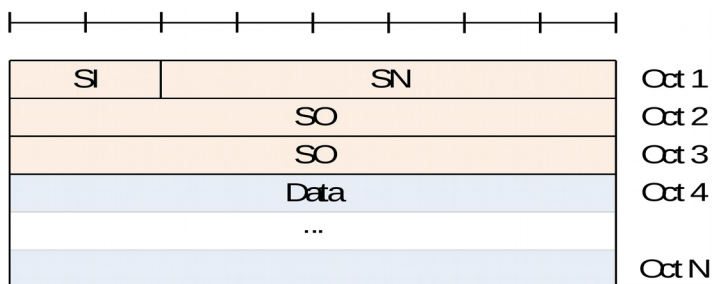 SI SN Oct 1
SO Oct 2
SO Oct 3
Data Oct 4
...
Oct N